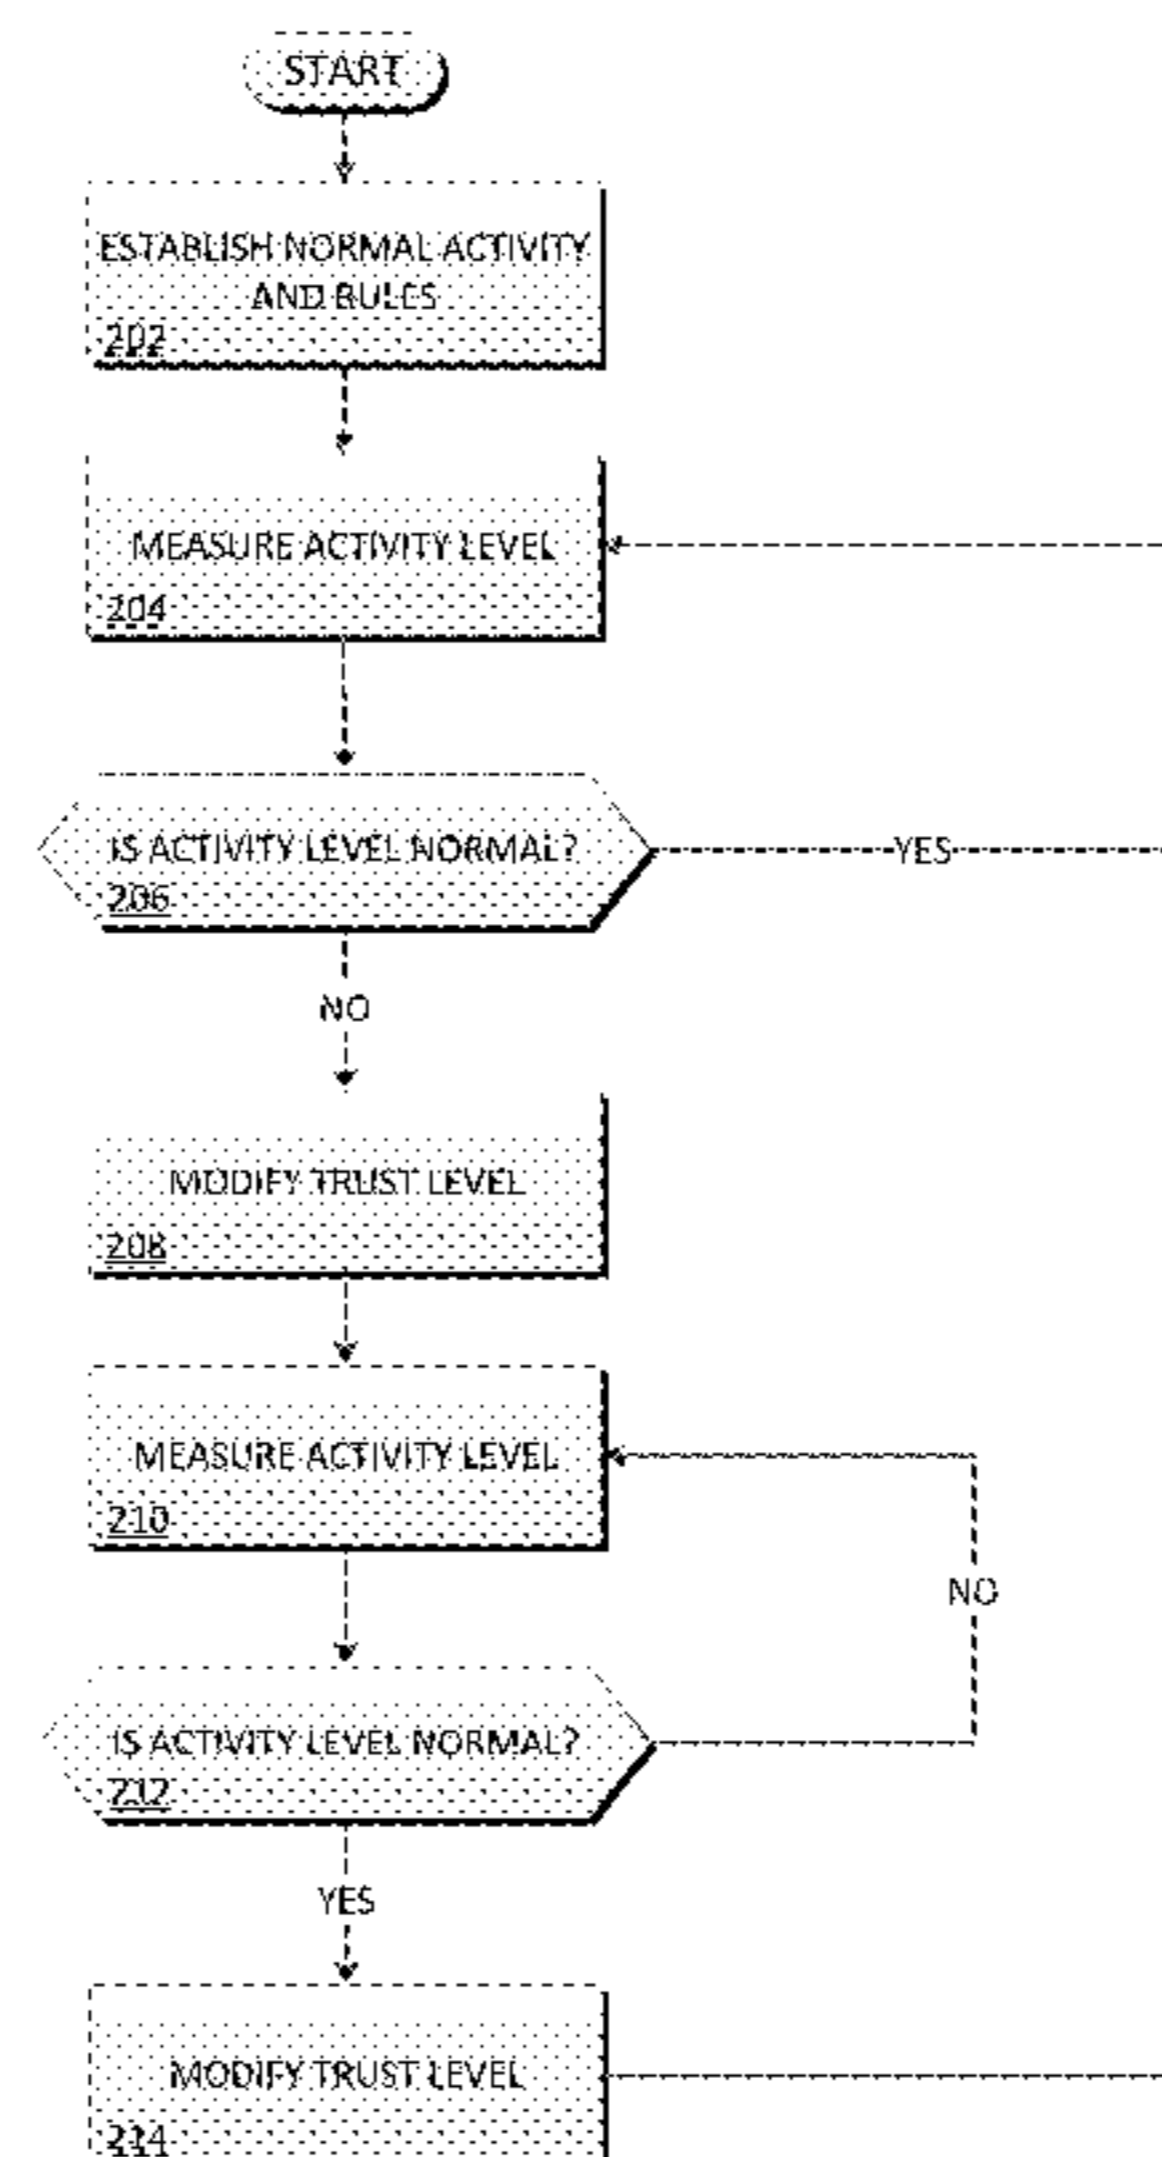 START
ESTABLISH NORMAL ACTIVITY
AND RULES
202
MEASURE ACTIVITY LEVEL
204
IS ACTIVITY LEVEL NORMAL?
YES
206
NO
MODIFY TRUST LEVEL
208
MEASURE ACTIVITY LEVEL
210
NO
IS ACTIVITY LEVEL NORMAL?
212
YES
MODIFY TRUST LEVEL
214